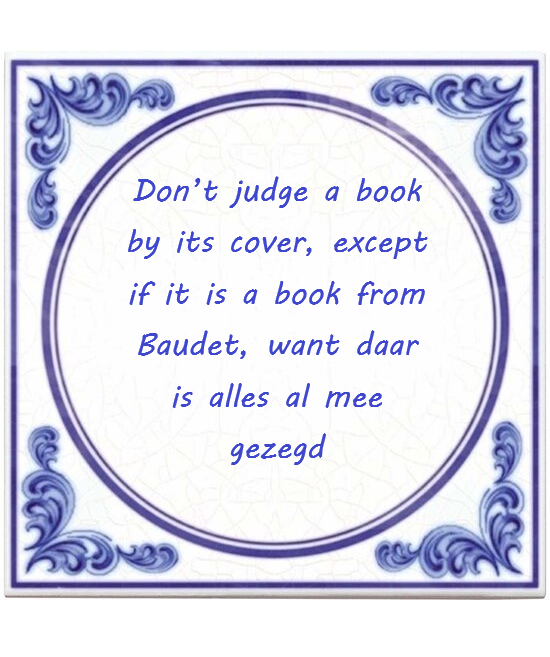 Don't judge a book
by its cover, except
if it is a book from
Baudet, want daar
is alles al mee
gezegd